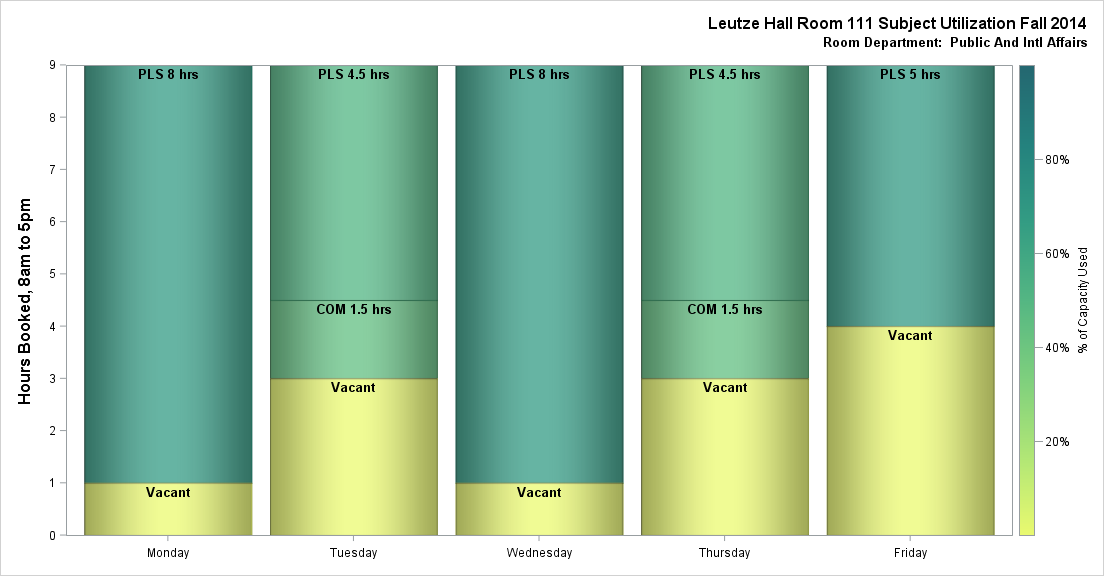 Leutze Hall Room 111 Subject Utilization Fall 2014
Room Department:  Public And Intl Affairs
Hours Booked, 8am to 5pm
9
8
7
6
5
4
3
2
1
0
PLS 8 hrs
Vacant
PLS 4.5 hrs
COM 1.5 hrs
Vacant
PLS 8 hrs
Vacant
PLS 4.5 hrs
COM 1.5 hrs
Vacant
PLS 5 hrs
Vacant
Monday
Tuesday
Wednesday
Thursday
Friday
80%
60%
40%
20%
% of Capacity Used